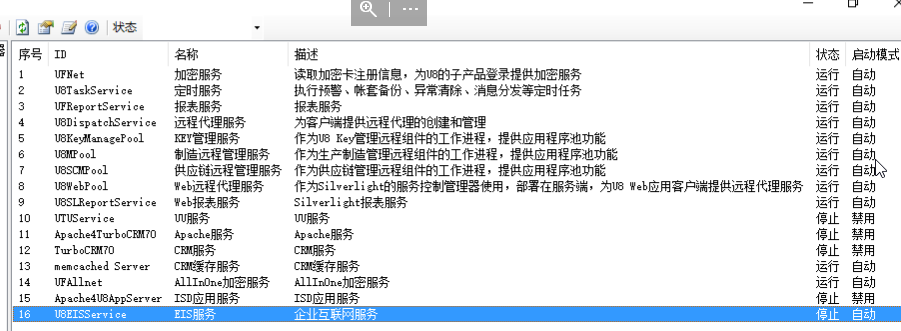 状态
序号 ID 名称 描述 状态 启动模式
1 UFNet 加密服务 读取加密卡注册信息，为U8的子产品登录提供加密服务 运行 自动
2 U8TaskService 定时服务 执行预警、帐套备份、异常清除、消息分发等定时任务 运行 自动
3 UFReportService 报表服务 报表服务 运行 自动
4 U8DispatchService 远程代理服务 为客户端提供远程代理的创建和管理 运行 自动
5 U8KeyManagePool KEY管理服务 作为U8 Key管理远程组件的工作进程，提供应用程序池功能 运行 自动
6 U8MPool 制造远程管理服务 作为生产制造管理远程组件的工作进程，提供应用程序池功能 运行 自动
7 U8SCMPool 供应链远程管理服务 作为供应链管理远程组件的工作进程，提供应用程序池功能 运行 自动
8 U8WebPool Web远程代理服务 作为Silverlight的服务控制管理器使用，部署在服务端，为U8 Web应用客户端提供远程代理服务 运行 自动
9 U8SLReportService Web报表服务 Silverlight报表服务 运行 自动
10 UTUService UU服务 UU服务 停止 禁用
11 Apache4TurboCRM70 Apache服务 Apache服务 停止 禁用
12 TurboCRM70 CRM服务 CRM服务 停止 禁用
13 memcached Server CRM缓存服务 CRM缓存服务 运行 自动
14 UFAllnet AllInOne加密服务 AllInOne加密服务 运行 自动
15 Apache4U8AppServer ISD应用服务 ISD应用服务 停止 禁用
16 U8EISService EIS服务 企业互联网服务 停止 自动